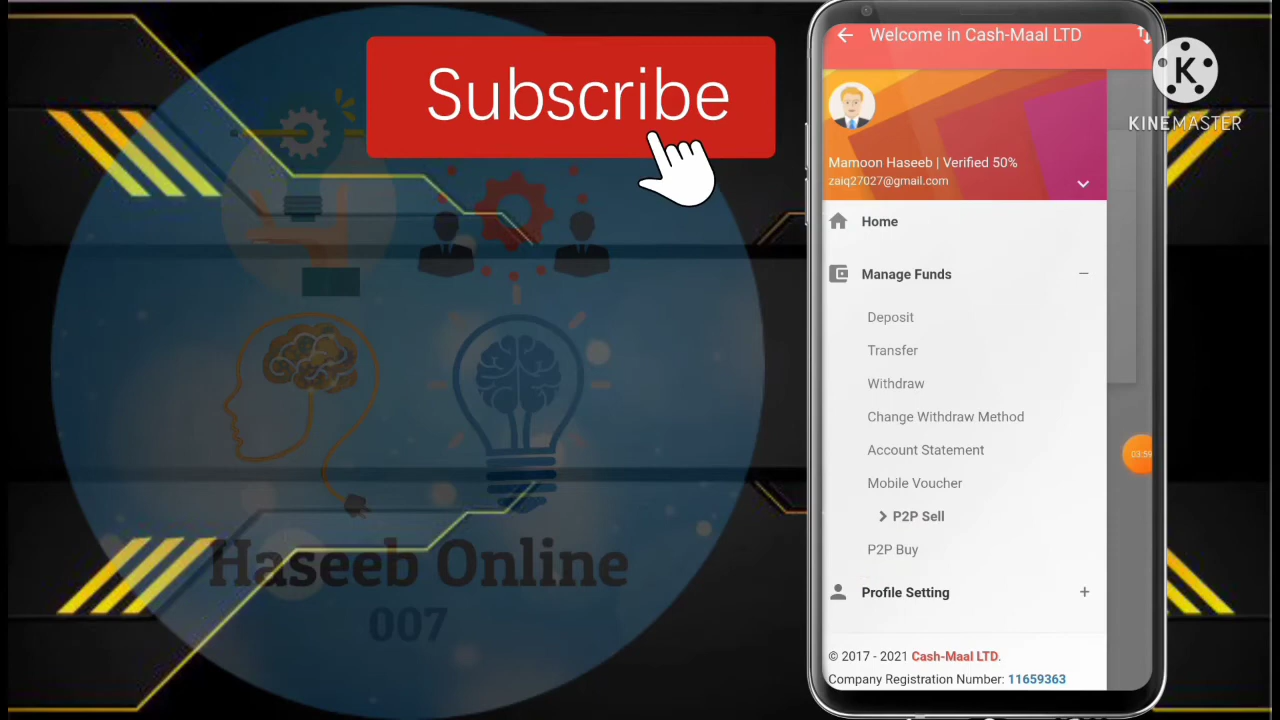 Subscribe
Haseeb Online
007
Welcome in Cash-Maal LTD
K
KINEMASTER
Mamoon Haseeb | Verified 50%
zaiq27027@gmail.com
Home
Manage Funds
Deposit
Transfer
Withdraw
Change Withdraw Method
Account Statement
03:59
Mobile Voucher
P2P Sell
P2P Buy
Profile Setting
© 2017 - 2021 Cash-Maal LTD.
Company Registration Number: 11659363